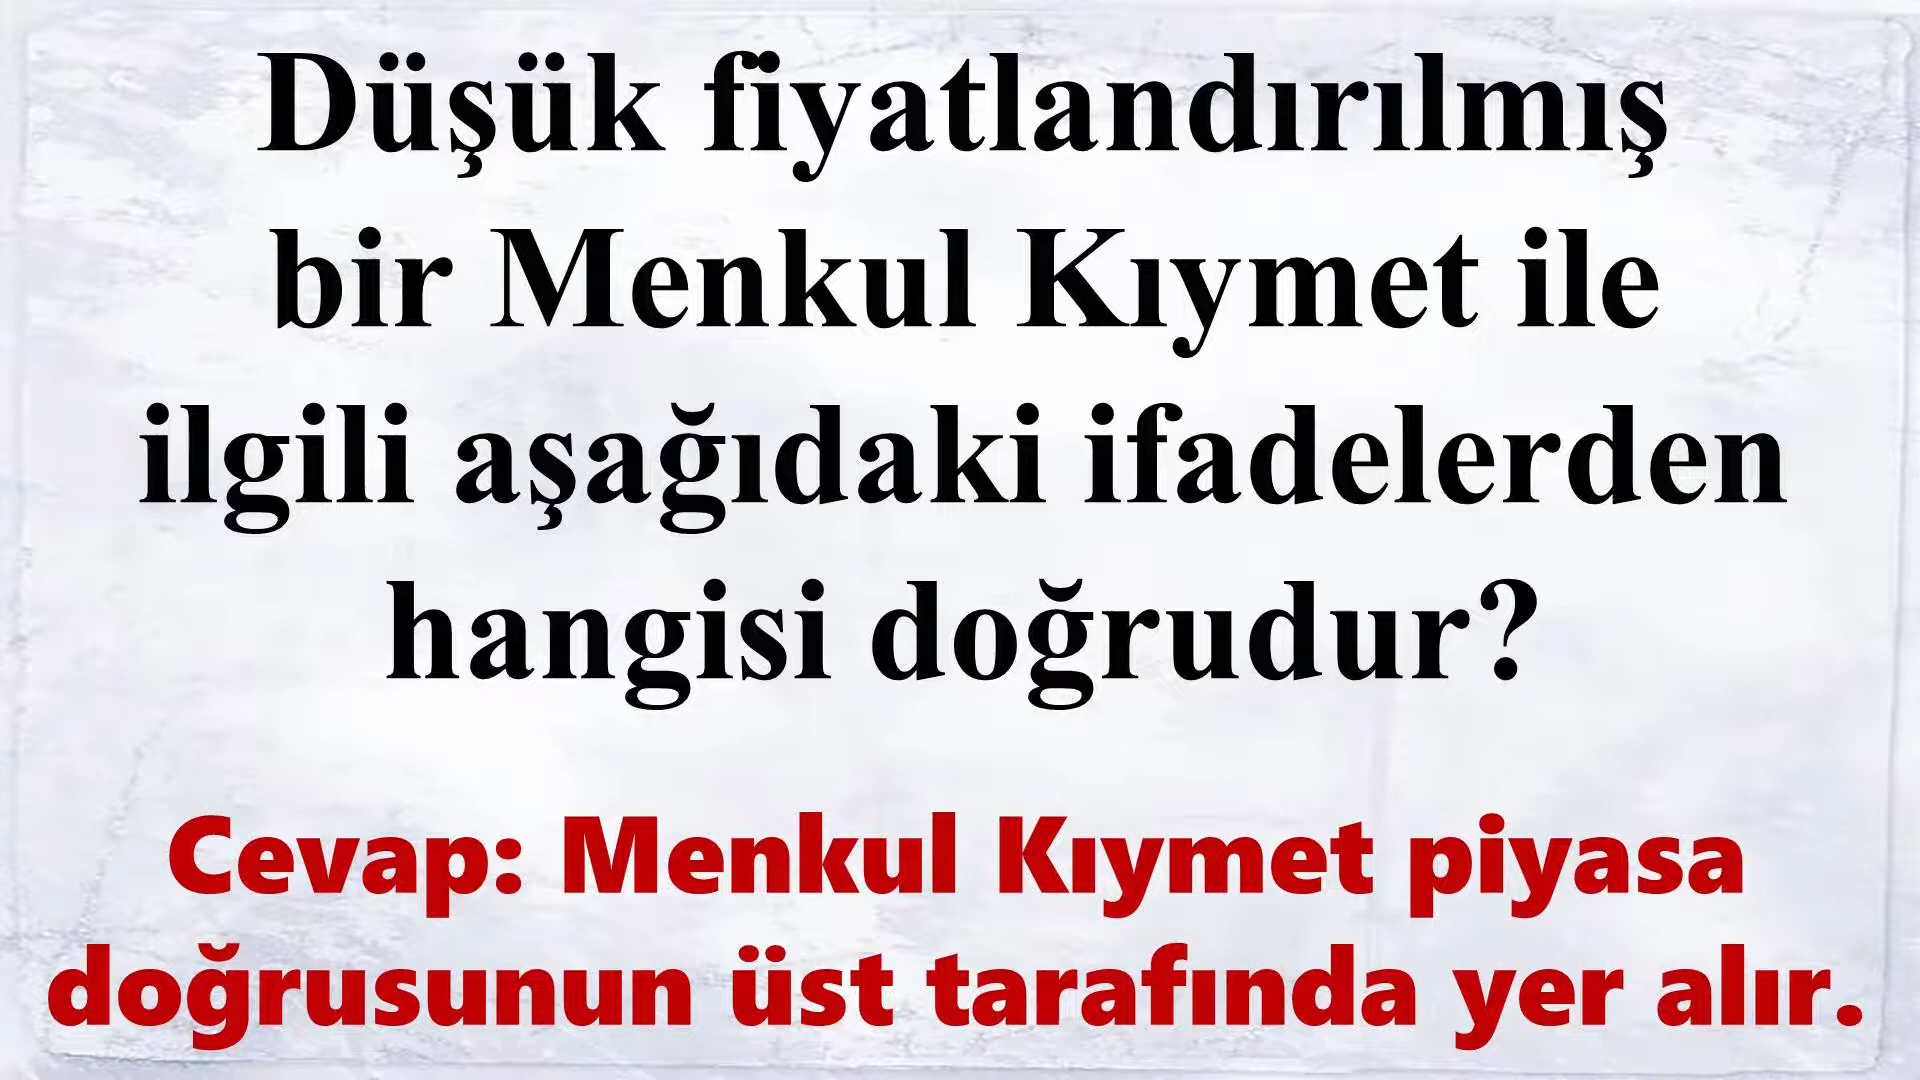 Düşük fiyatlandırılmış
bir Menkul Kıymet ile
ilgili aşağıdaki ifadelerden
hangisi doğrudur?
Cevap: Menkul Kıymet piyasa
doğrusunun üst tarafında yer alır.